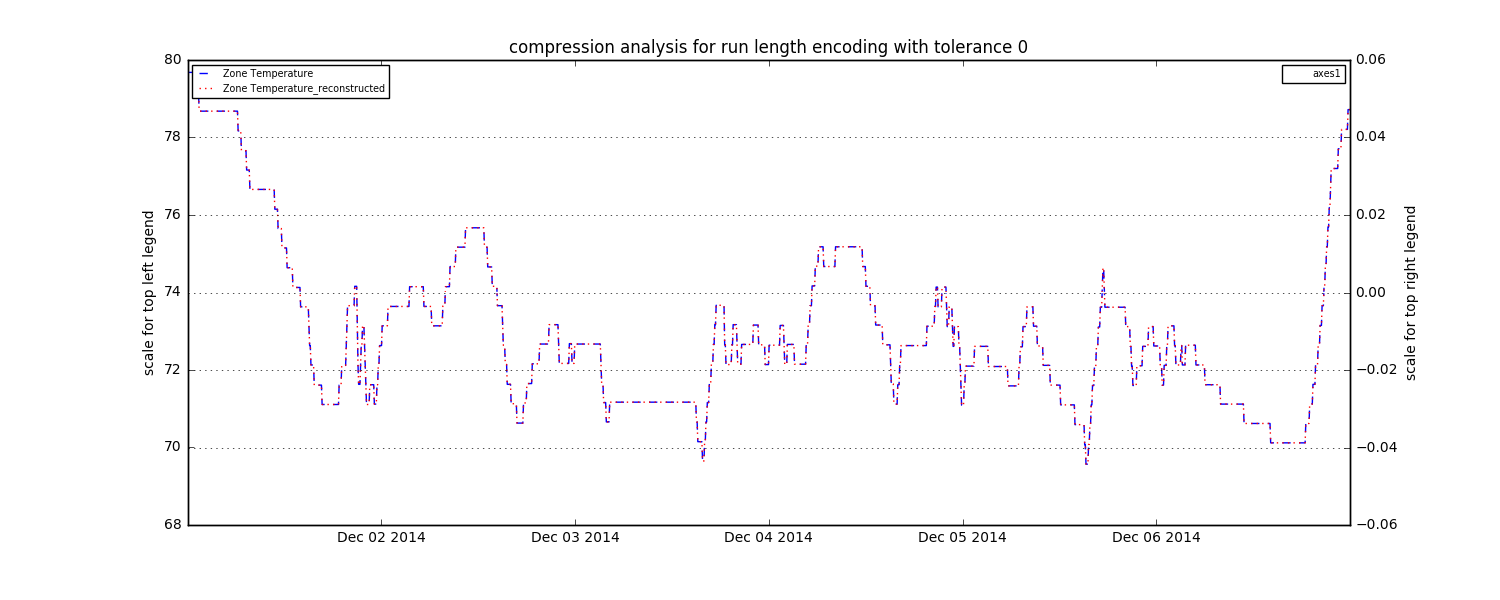 compression analysis for run length encoding with tolerance 0
80
78
76
74
72
70
68
scale for top left legend
Zone Temperature
Zone Temperature_reconstructed
axes1
0.06
0.04
0.02
0.00
−0.02
−0.04
−0.06
scale for top right legend
Dec 02 2014
Dec 03 2014
Dec 04 2014
Dec 05 2014
Dec 06 2014